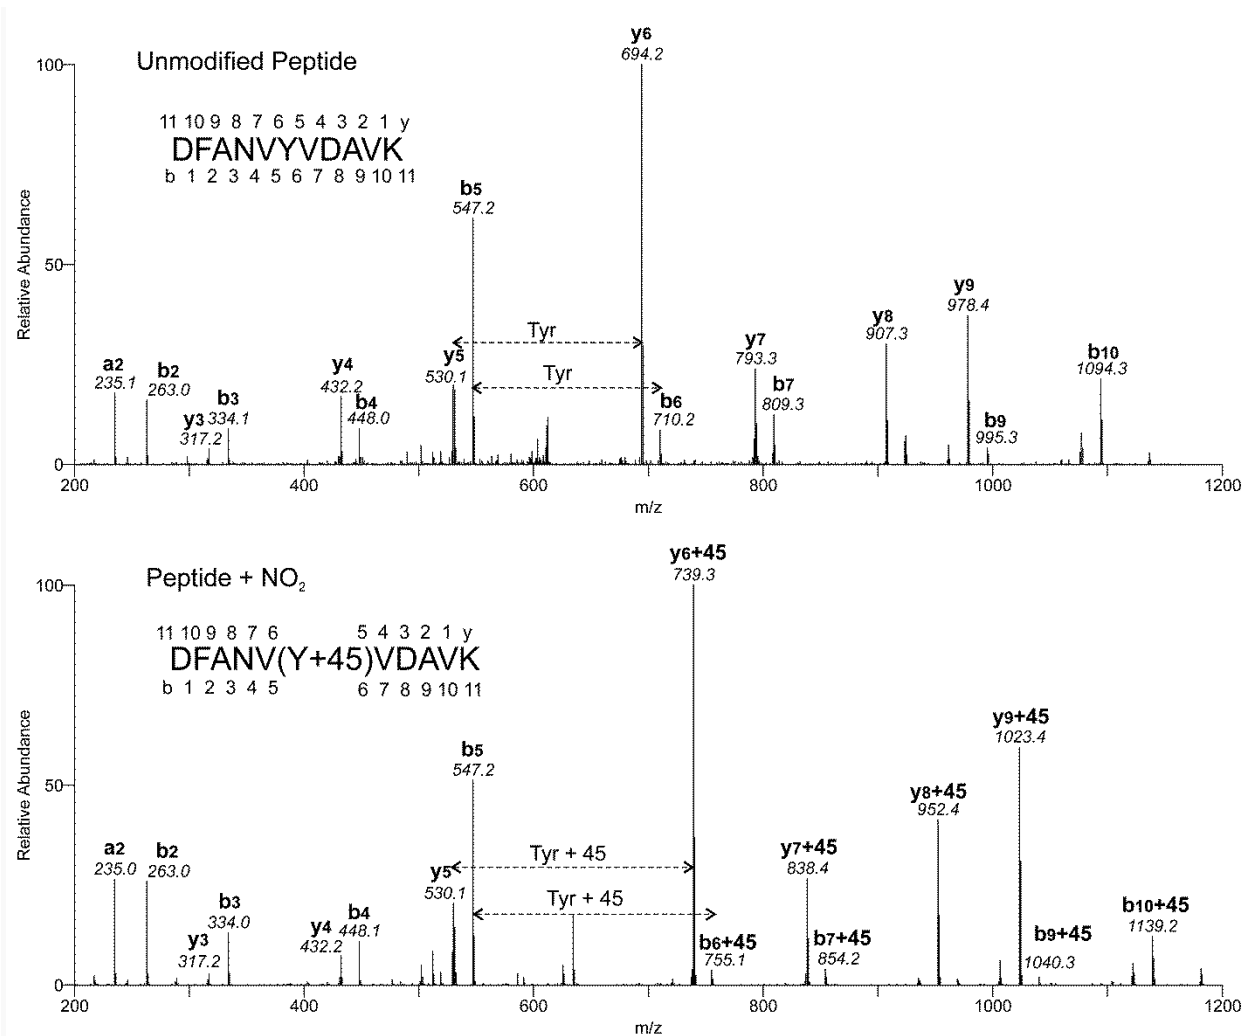 Unmodified Peptide
11 10 9 8 7 6 5 4 3 2 1 y
DFANVYVDAVK
b 1 2 3 4 5 6 7 8 9 10 11
Relative Abundance
100
50
0
a2
235.1
b2
263.0
y3
317.2
b3
334.1
y4
432.2
b4
448.0
y5
530.1
b5
547.2
Tyr
Tyr
y6
694.2
b6
710.2
y7
793.3
b7
809.3
y8
907.3
y9
978.4
b9
995.3
b10
1094.3
200 400 600 800 1000 1200
m/z
Peptide + NO2
11 10 9 8 7 6 5 4 3 2 1 y
DFANV(Y+45)VDAVK
b 1 2 3 4 5 6 7 8 9 10 11
Relative Abundance
100
50
0
a2
235.0
b2
263.0
y3
317.2
b3
334.0
y4
432.2
b4
448.1
y5
530.1
b5
547.2
Tyr + 45
Tyr + 45
y6+45
739.3
b6+45
755.1
y7+45
838.4
b7+45
854.2
y8+45
952.4
y9+45
1023.4
b9+45
1040.3
b10+45
1139.2
200 400 600 800 1000 1200
m/z